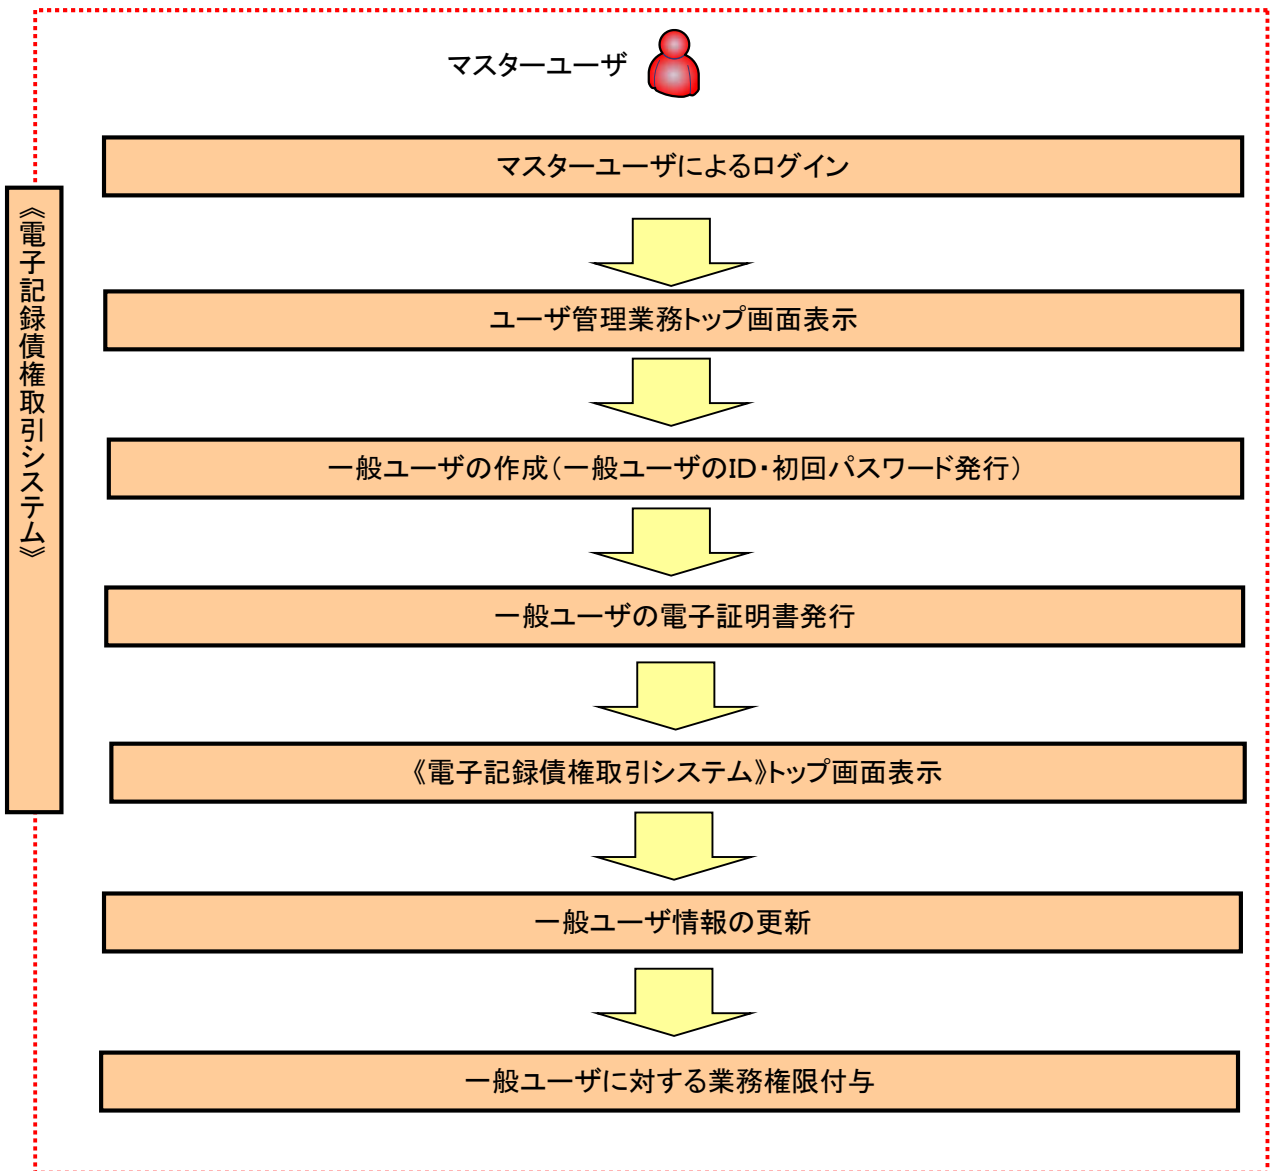 マスターユーザ
マスターユーザによるログイン
《電子記録債権取引システム》
ユーザ管理業務トップ画面表示
一般ユーザの作成（一般ユーザのID・初回パスワード発行）
一般ユーザの電子証明書発行
《電子記録債権取引システム》トップ画面表示
一般ユーザ情報の更新
一般ユーザに対する業務権限付与